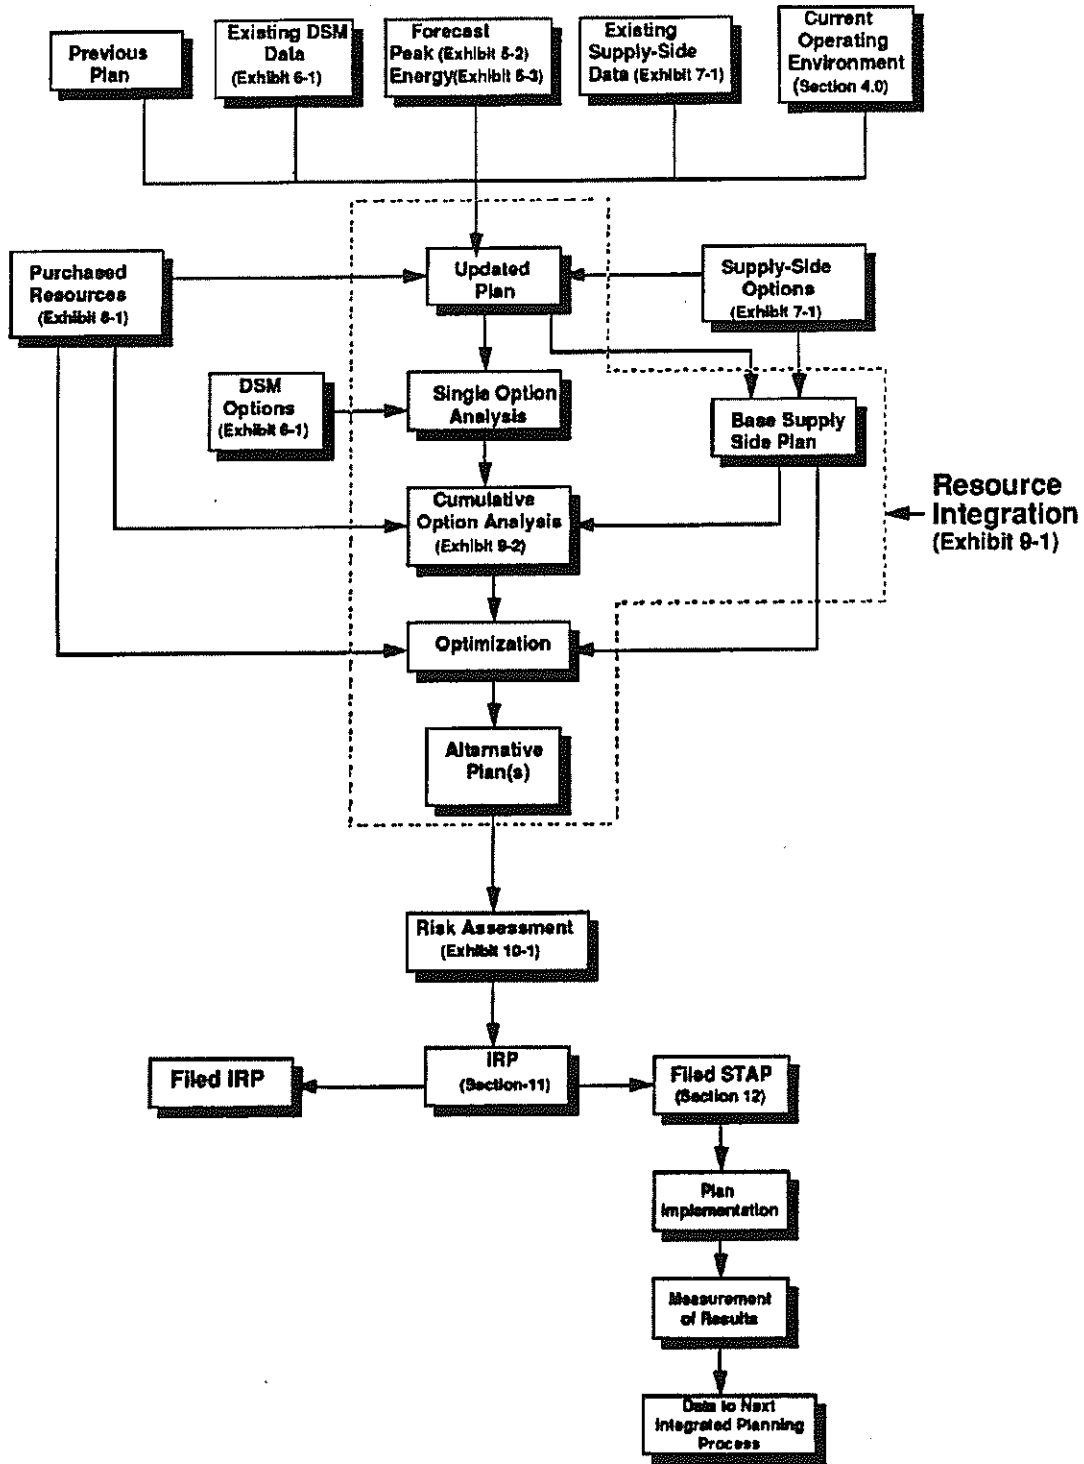 Previous
Plan
Existing DSM
Data
(Exhibit 6-1)
Forecast
Peak (Exhibit 5-2)
Energy(Exhibit 5-3)
Existing
Supply-Side
Data (Exhibit 7-1)
Current
Operating
Environment
(Section 4.0)
Purchased
Resources
(Exhibit 8-1)
Updated
Plan
Supply-Side
Options
(Exhibit 7-1)
DSM
Options
(Exhibit 6-1)
Single Option
Analysis
Base Supply
Side Plan
Cumulative
Option Analysis
(Exhibit 9-2)
Resource
Integration
(Exhibit 9-1)
Optimization
Alternative
Plan(s)
Risk Assessment
(Exhibit 10-1)
Filed IRP
IRP
(Section-11)
Filed STAP
(Section 12)
Plan
Implementation
Measurement
of Results
Data to Next
Integrated Planning
Process